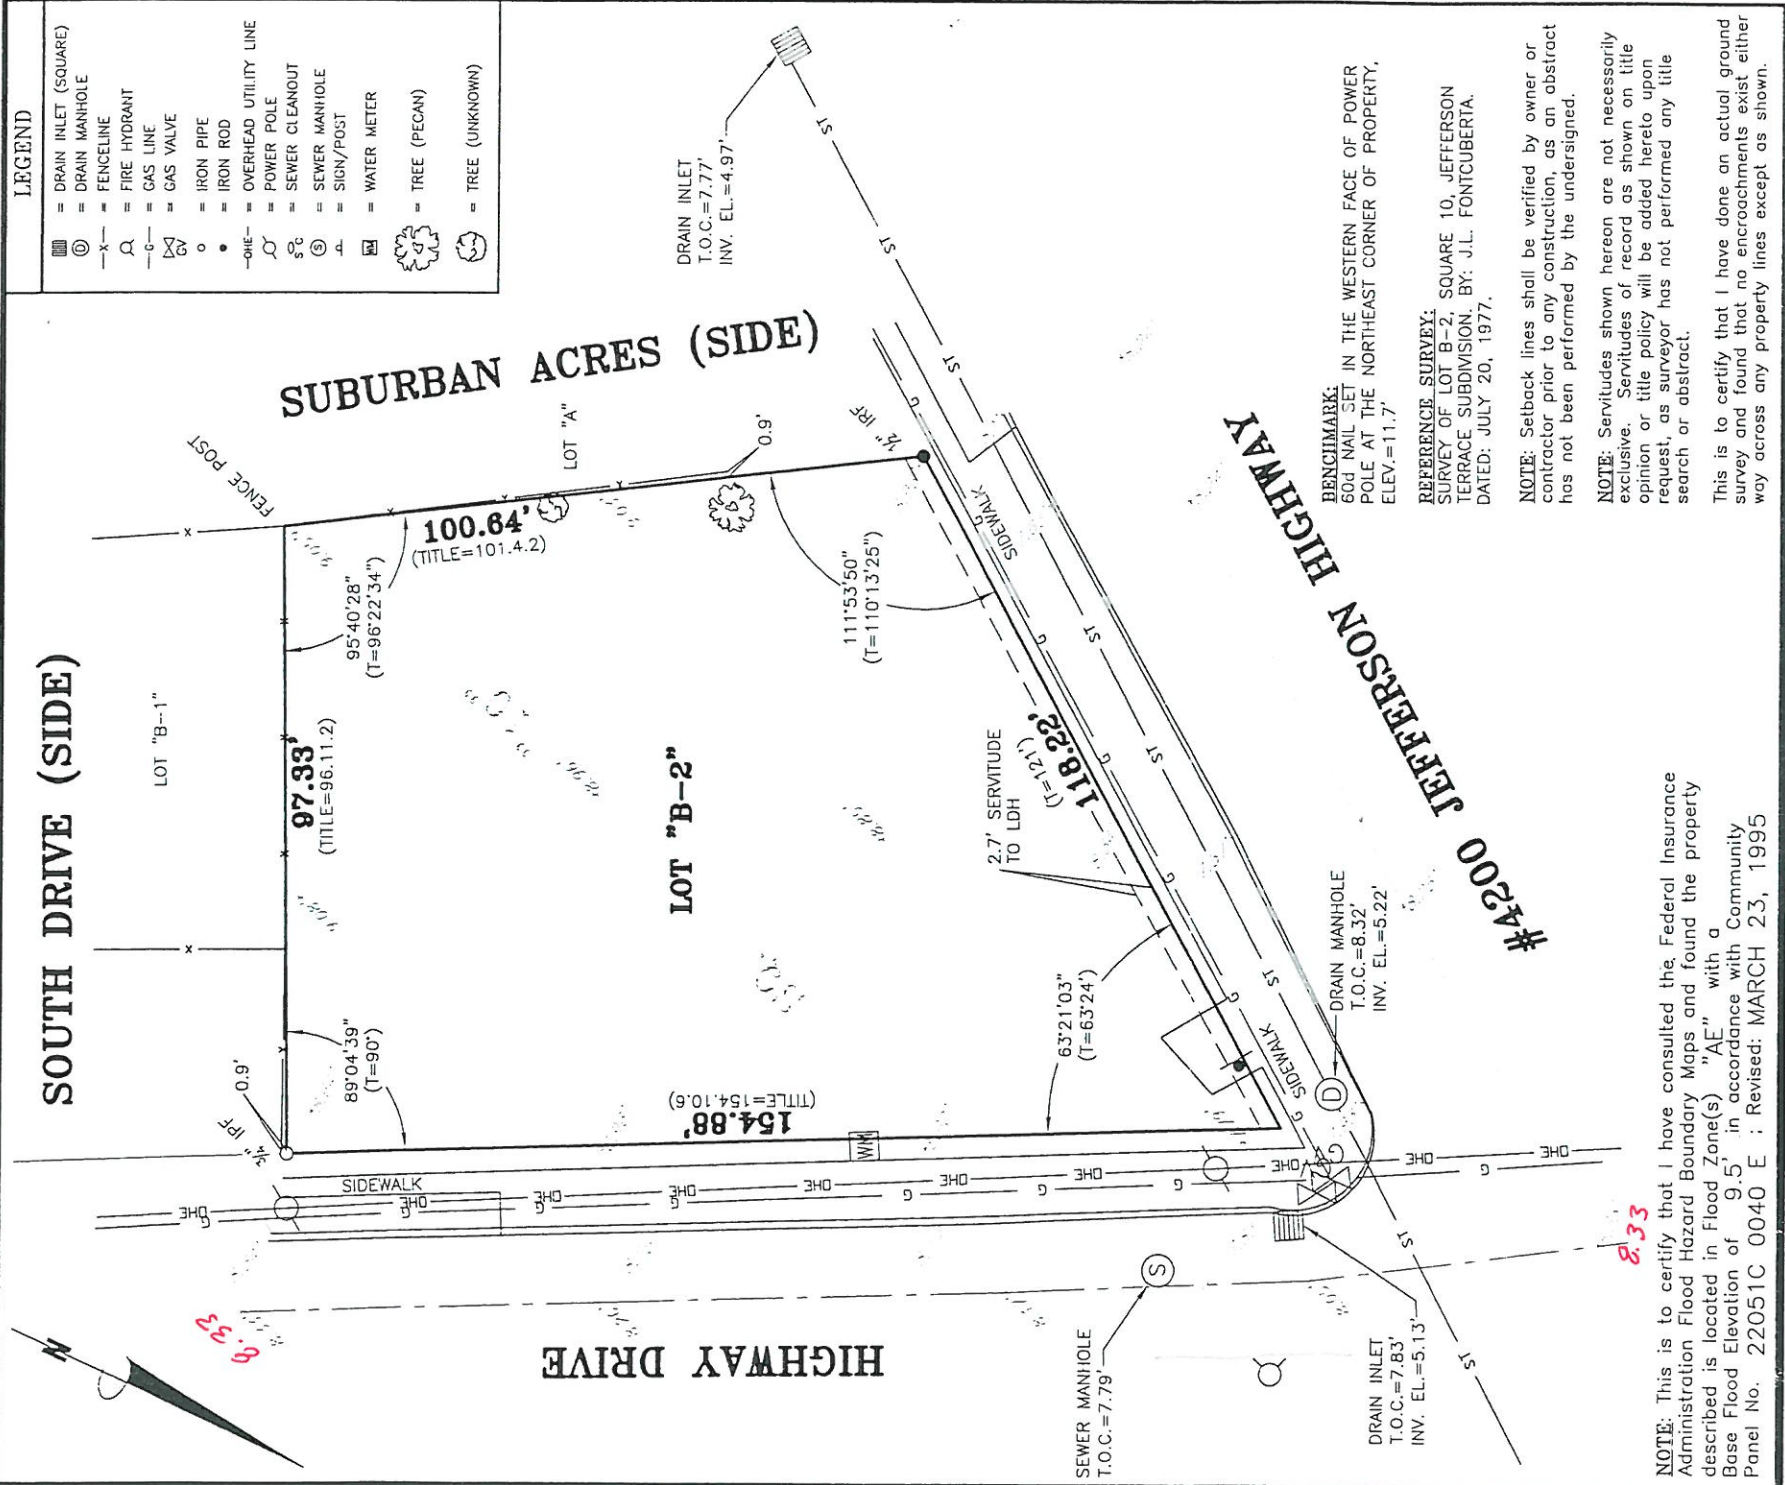 LEGEND
= DRAIN INLET (SQUARE)
D = DRAIN MANHOLE
—X— = FENCELINE
= FIRE HYDRANT
—G— = GAS LINE
GV = GAS VALVE
= IRON PIPE
= IRON ROD
—OHE— = OVERHEAD UTILITY LINE
= POWER POLE
S C = SEWER CLEANOUT
S = SEWER MANHOLE
= SIGN/POST
WM = WATER METER
= TREE (PECAN)
= TREE (UNKNOWN)
SOUTH DRIVE (SIDE)
SUBURBAN ACRES (SIDE)
HIGHWAY DRIVE
#4200 JEFFERSON HIGHWAY
LOT "B-1"
LOT "A"
LOT "B-2"
FENCE POST
97.33'
(TITLE=96.11.2)
100.64'
(TITLE=101.4.2)
118.22'
(T=121')
154.88'
(TITLE=154.10.6)
95°40'28"
(T=96°22'34")
111°53'50"
(T=110°13'25")
89°04'39"
(T=90°)
63°21'03"
(T=63°24')
0.9'
0.9'
¾" IPF
½" IRF
2.7' SERVITUDE
TO LDH
SIDEWALK
SIDEWALK
SIDEWALK
WM
DRAIN INLET
T.O.C.=7.77'
INV. EL.=4.97'
DRAIN MANHOLE
T.O.C.=8.32'
INV. EL.=5.22'
SEWER MANHOLE
T.O.C.=7.79'
DRAIN INLET
T.O.C.=7.83'
INV. EL.=5.13'
8.33
8.33
N
BENCHMARK:
60d NAIL SET IN THE WESTERN FACE OF POWER
POLE AT THE NORTHEAST CORNER OF PROPERTY,
ELEV.=11.7'
REFERENCE SURVEY:
SURVEY OF LOT B-2, SQUARE 10, JEFFERSON
TERRACE SUBDIVISION. BY: J.L. FONTCUBERTA.
DATED: JULY 20, 1977.
NOTE: Setback lines shall be verified by owner or
contractor prior to any construction, as an abstract
has not been performed by the undersigned.
NOTE: Servitudes shown hereon are not necessarily
exclusive. Servitudes of record as shown on title
opinion or title policy will be added hereto upon
request, as surveyor has not performed any title
search or abstract.
This is to certify that I have done an actual ground
survey and found that no encroachments exist either
way across any property lines except as shown.
NOTE: This is to certify that I have consulted the Federal Insurance
Administration Flood Hazard Boundary Maps and found the property
described is located in Flood Zone(s) "AE" with a
Base Flood Elevation of 9.5' in accordance with Community
Panel No. 22051C 0040 E ; Revised: MARCH 23, 1995